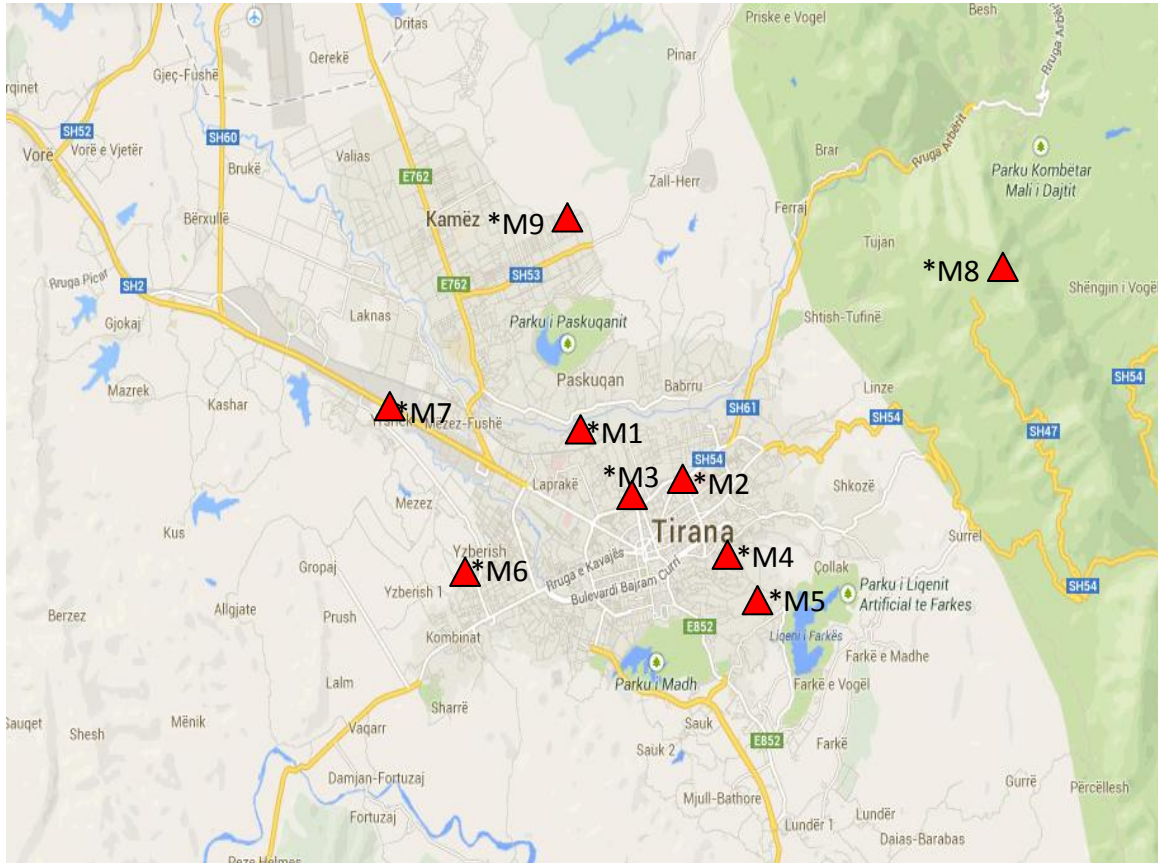 Dritas
Priske e Vogel
Besh
Qerekë
Pinar
Gjeç-Fushë
Rruga Arbërit
SH52
SH60
Vorë
Vorë e Vjetër
Brukë
Valias
E762
Rruga Arbërit
Brar
Parku Kombëtar
Mali i Dajtit
Zall-Herr
Bërxullë
Kamëz
*M9
Ferraj
Tujan
*M8
SH2
E762
SH53
Shëngjin i Vogël
Gjokaj
Laknas
Parku i Paskuqanit
Shtish-Tufinë
Mazrek
Kashar
Paskuqan
Babrru
Linze
SH54
*M7
Mëzez-Fushë
SH61
SH54
*M1
SH47
SH54
*M3
*M2
Laprakë
Shkozë
Mezez
Kus
Tirana
Surrel
Yzberish
*M6
Rruga e Kavajës
*M4
Gropaj
Yzberish 1
Bulevardi Bajram Curri
Çollak
Parku i Liqenit
Artificial te Farkes
SH54
Berzez
Allgjate
Prush
*M5
E852
Liqeni i Farkës
Kombinat
Farkë e Madhe
Lalm
Parku i Madh
Farkë e Vogël
Sharrë
Mënik
Shesh
Vaqarr
Sauk
Sauk 2
E852
Farkë
Damjan-Fortuzaj
Gurrë
Përcëllesh
Mjull-Bathore
Fortuzaj
Lundër
Lundër 1
Daias-Barabas
Peze Helmes